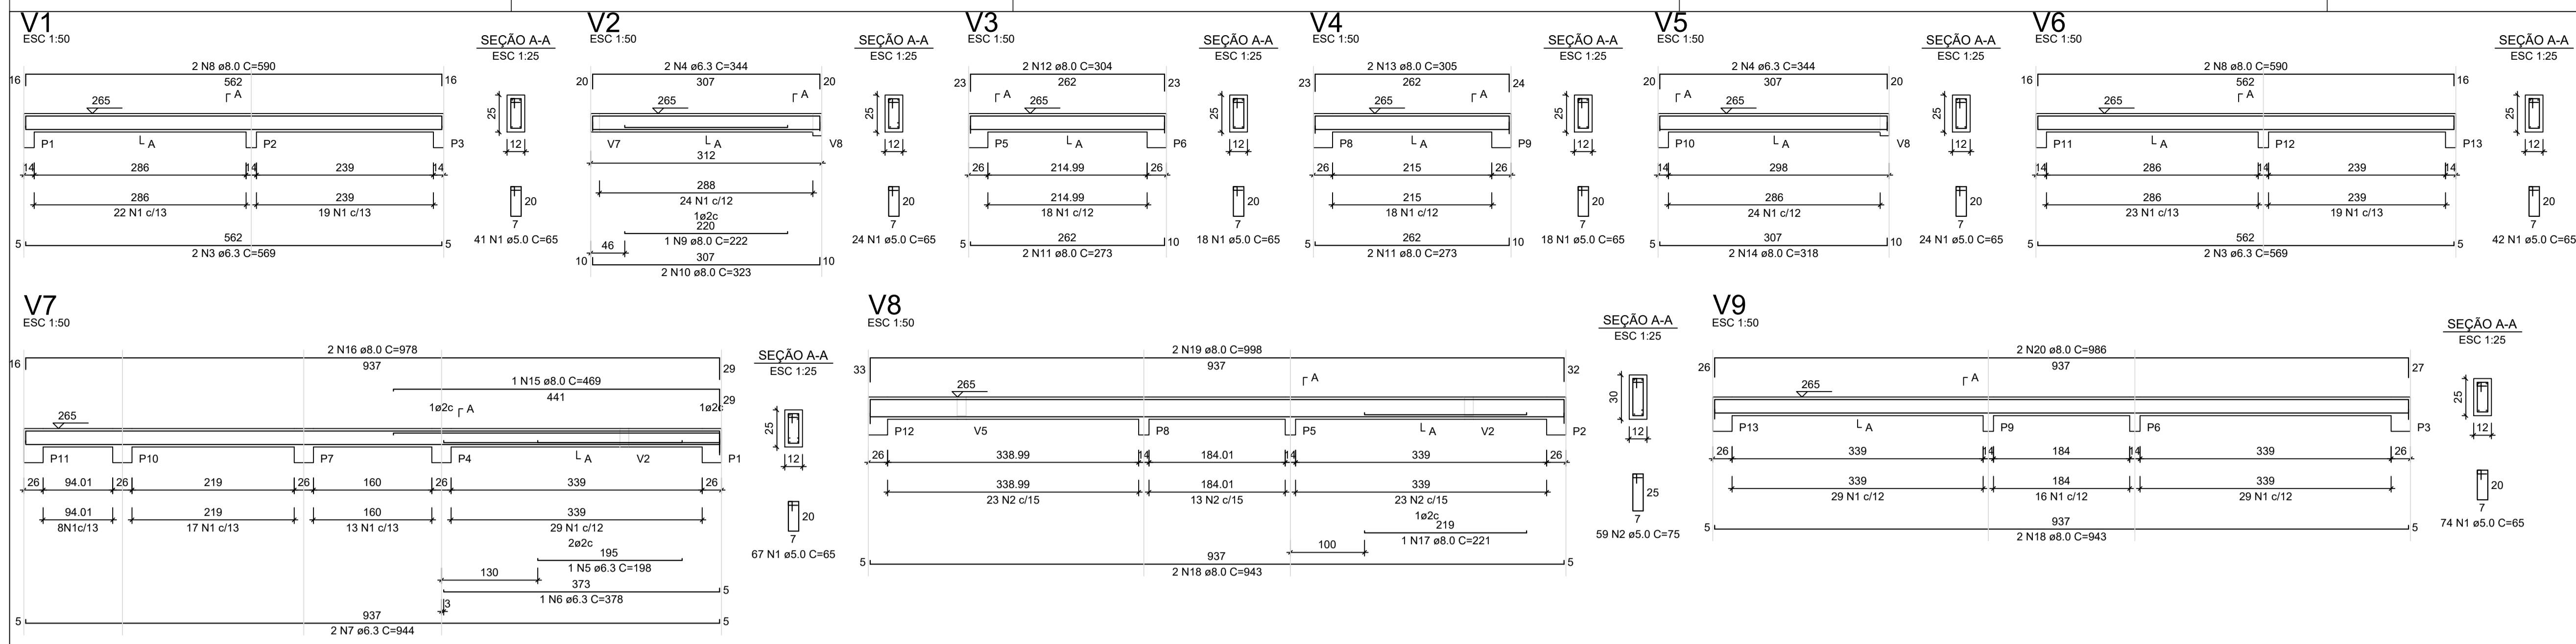 V1
ESC 1:50
SEÇÃO A-A
ESC 1:25
2 N8 ø8.0 C=590
16 562 16
A
265
25
P1 A P2 P3
12
14 286 14 239 14
286 239
22 N1 c/13 19 N1 c/13
20
7
41 N1 ø5.0 C=65
5 562 5
2 N3 ø6.3 C=569
V2
ESC 1:50
SEÇÃO A-A
ESC 1:25
2 N4 ø6.3 C=344
20 307 20
265 A
25
V7 A V8
12
312
288
24 N1 c/12
1ø2c
220
1 N9 ø8.0 C=222
46
20
7
24 N1 ø5.0 C=65
10 307 10
2 N10 ø8.0 C=323
V3
ESC 1:50
SEÇÃO A-A
ESC 1:25
2 N12 ø8.0 C=304
23 262 23
A 265
25
P5 A P6
12
26 214.99 26
214.99
18 N1 c/12
20
7
18 N1 ø5.0 C=65
5 262 10
2 N11 ø8.0 C=273
V4
ESC 1:50
SEÇÃO A-A
ESC 1:25
2 N13 ø8.0 C=305
23 262 24
265 A
25
P8 A P9
12
26 215 26
215
18 N1 c/12
20
7
18 N1 ø5.0 C=65
5 262 10
2 N11 ø8.0 C=273
V5
ESC 1:50
SEÇÃO A-A
ESC 1:25
2 N4 ø6.3 C=344
20 307 20
A 265
25
P10 A V8
12
14 298
286
24 N1 c/12
20
7
24 N1 ø5.0 C=65
5 307 10
2 N14 ø8.0 C=318
V6
ESC 1:50
SEÇÃO A-A
ESC 1:25
2 N8 ø8.0 C=590
16 562 16
A
265
25
P11 A P12 P13
12
14 286 14 239 14
286 239
23 N1 c/13 19 N1 c/13
20
7
42 N1 ø5.0 C=65
5 562 5
2 N3 ø6.3 C=569
V7
ESC 1:50
SEÇÃO A-A
ESC 1:25
2 N16 ø8.0 C=978
16 937 29
1 N15 ø8.0 C=469
441 29
1ø2c A 1ø2c
265
25
P11 P10 P7 P4 A V2 P1
12
26 94.01 26 219 26 160 26 339 26
94.01 219 160 339
8N1c/13 17 N1 c/13 13 N1 c/13 29 N1 c/12
20
7
67 N1 ø5.0 C=65
2ø2c
195
1 N5 ø6.3 C=198
130
373 5
1 N6 ø6.3 C=378
3
5 937 5
2 N7 ø6.3 C=944
V8
ESC 1:50
SEÇÃO A-A
ESC 1:25
2 N19 ø8.0 C=998
33 937 32
265 A
30
P12 V5 P8 P5 A V2 P2
12
26 338.99 14 184.01 14 339 26
338.99 184.01 339
23 N2 c/15 13 N2 c/15 23 N2 c/15
25
7
59 N2 ø5.0 C=75
1ø2c
219
1 N17 ø8.0 C=221
100
5 937 5
2 N18 ø8.0 C=943
V9
ESC 1:50
SEÇÃO A-A
ESC 1:25
2 N20 ø8.0 C=986
26 937 27
265 A
25
P13 A P9 P6 P3
12
26 339 14 184 14 339 26
339 184 339
29 N1 c/12 16 N1 c/12 29 N1 c/12
20
7
74 N1 ø5.0 C=65
5 937 5
2 N18 ø8.0 C=943